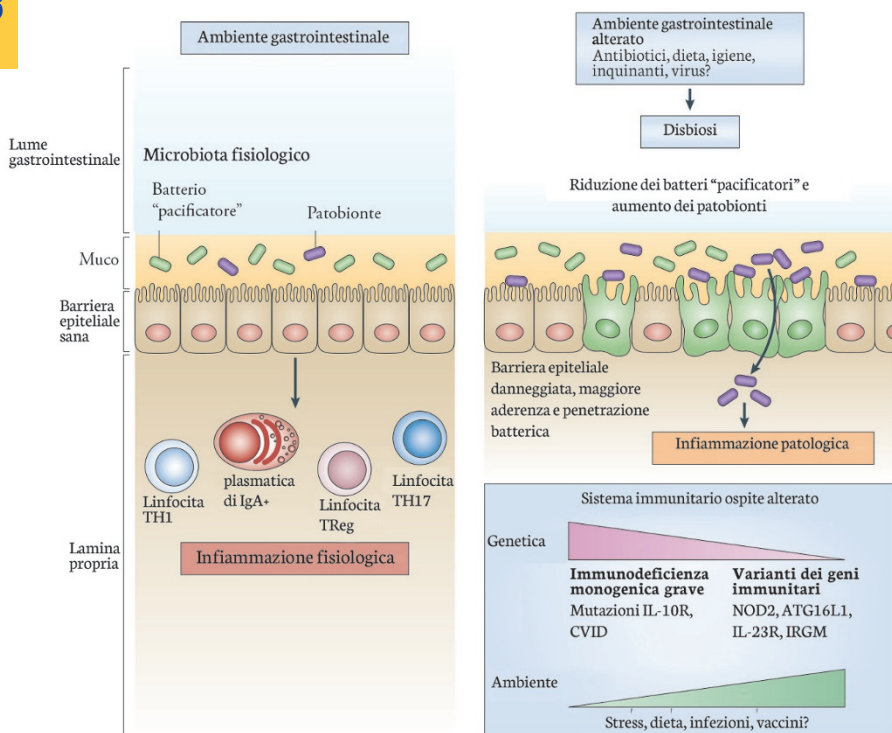 Ambiente gastrointestinale
Lume
gastrointestinale
Microbiota fisiologico
Batterio
“pacificatore”
Patobionte
Muco
Barriera
epiteliale
sana
Linfocita
TH1
plasmatica
di IgA+
Linfocita
TReg
Linfocita
TH17
Lamina
propria
Infiammazione fisiologica
Ambiente gastrointestinale
alterato
Antibiotici, dieta, igiene,
inquinanti, virus?
Disbiosi
Riduzione dei batteri “pacificatori” e
aumento dei patobionti
Barriera epiteliale
danneggiata, maggiore
aderenza e penetrazione
batterica
Infiammazione patologica
Sistema immunitario ospite alterato
Genetica
Immunodeficienza
monogenica grave
Mutazioni IL-10R,
CVID
Varianti dei geni
immunitari
NOD2, ATG16L1,
IL-23R, IRGM
Ambiente
Stress, dieta, infezioni, vaccini?